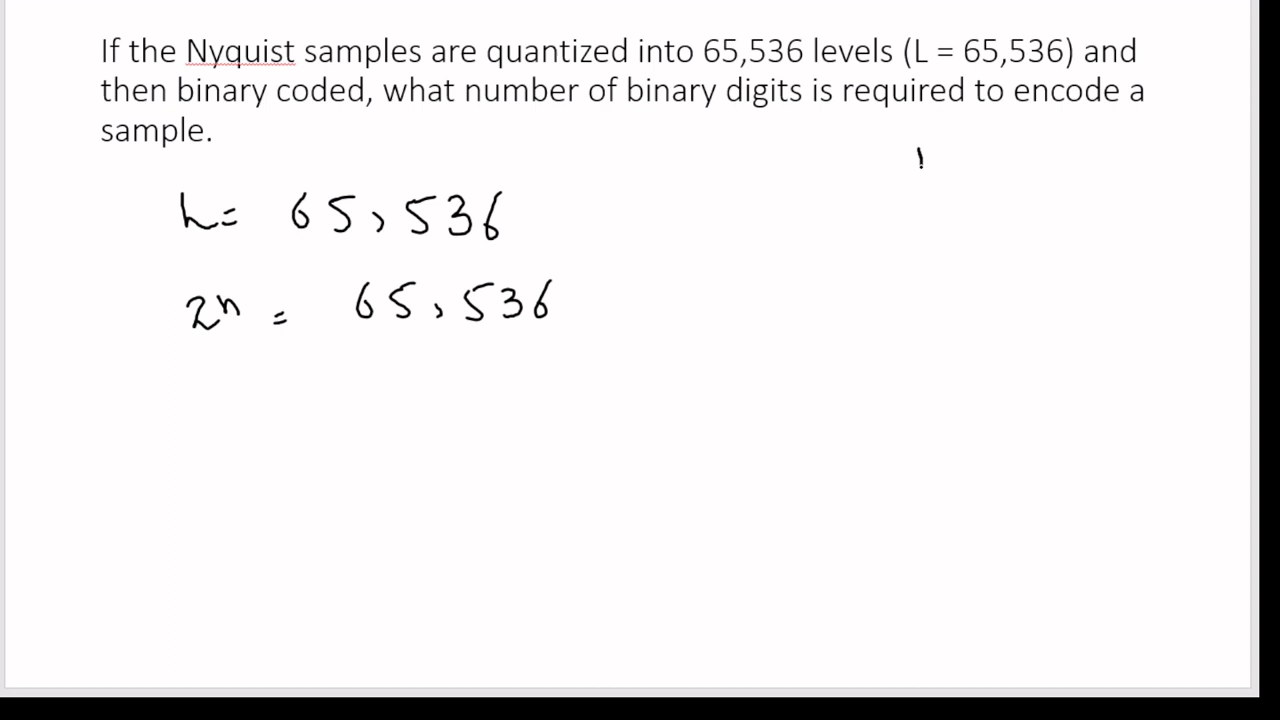 If the Nyquist samples are quantized into 65,536 levels (L = 65,536) and
then binary coded, what number of binary digits is required to encode a
sample.
L = 65,536
2ⁿ = 65,536